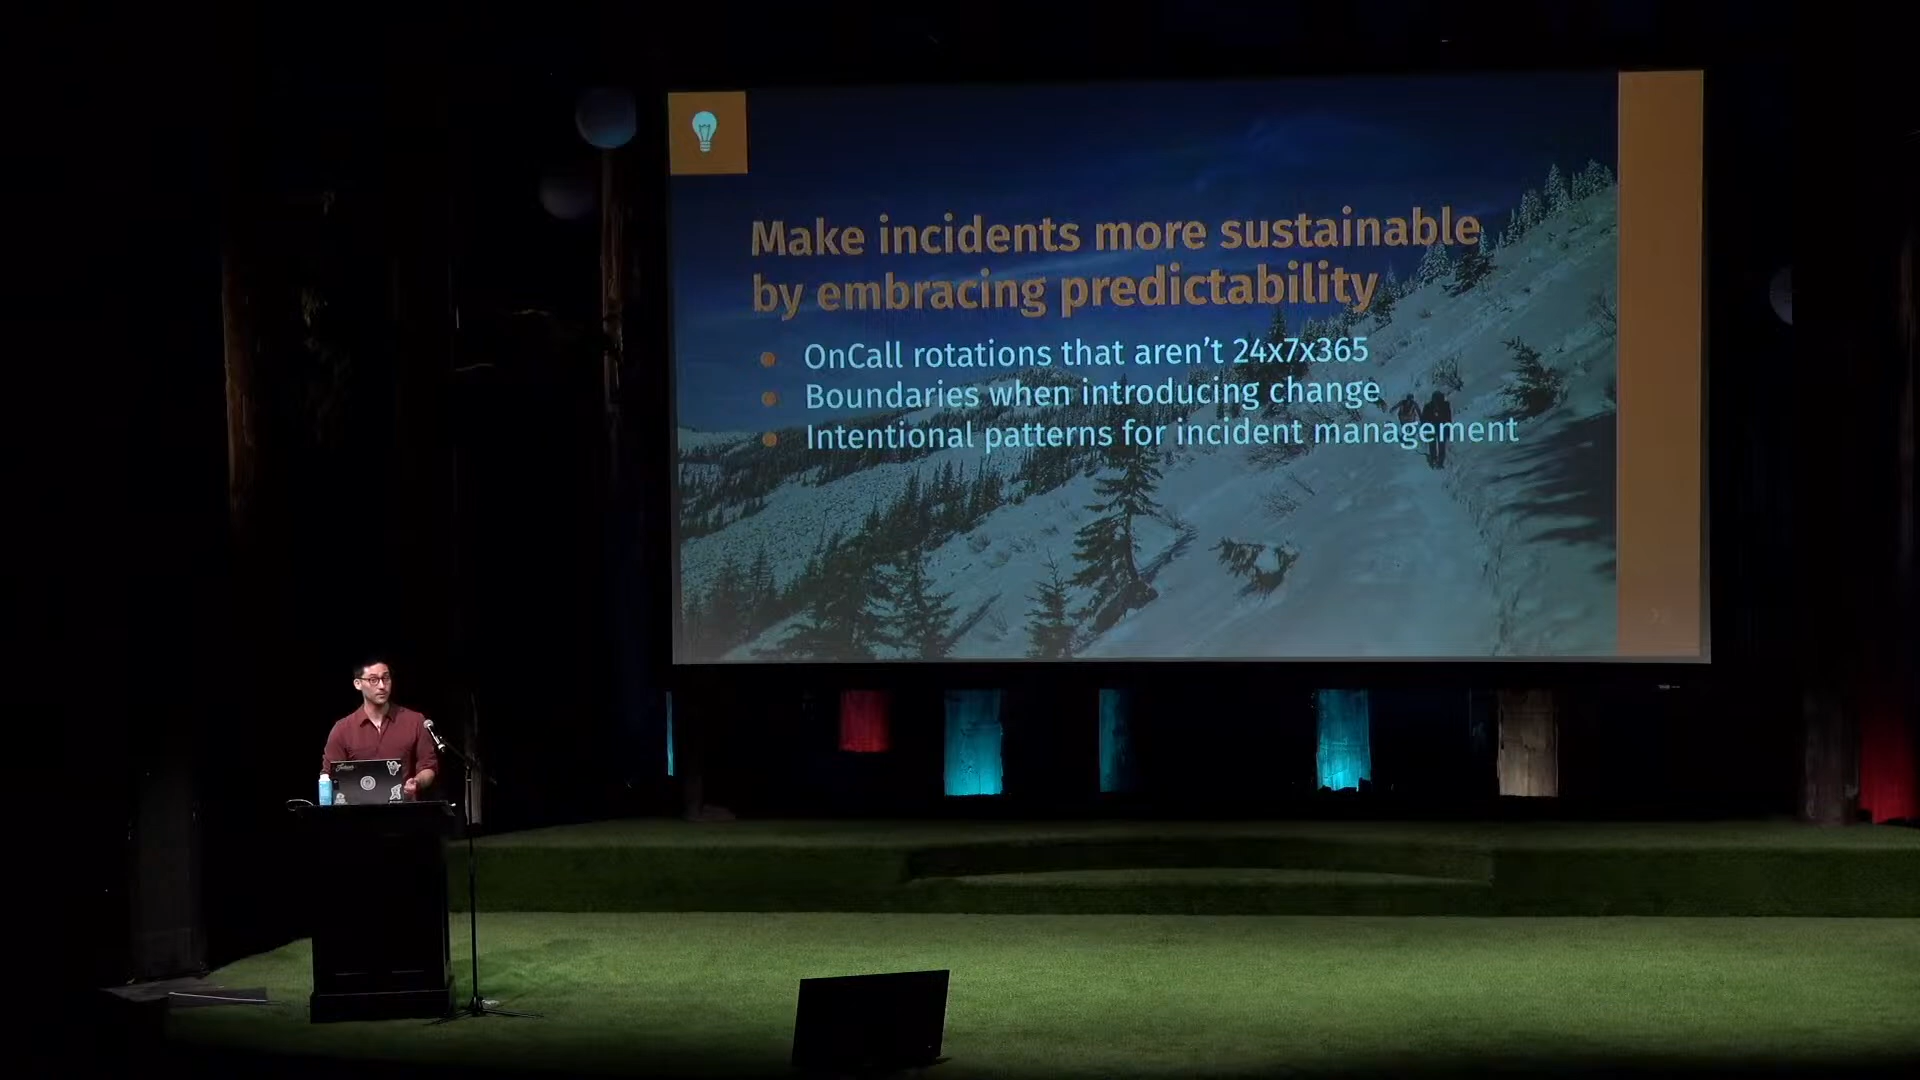 Make incidents more sustainable
by embracing predictability
OnCall rotations that aren't 24x7x365
Boundaries when introducing change
Intentional patterns for incident management